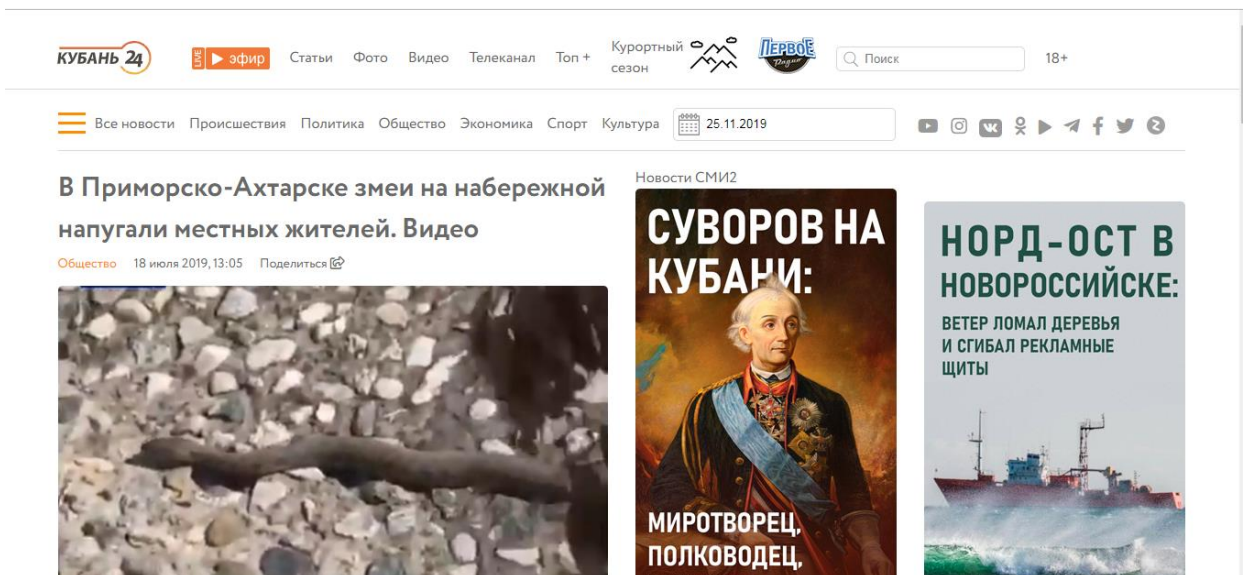 КУБАНЬ 24
LIVE эфир Статьи Фото Видео Телеканал Топ + Курортный сезон ПЕРВОЕ Радио Поиск 18+
Все новости Происшествия Политика Общество Экономика Спорт Культура 25.11.2019
В Приморско-Ахтарске змеи на набережной
напугали местных жителей. Видео
Общество 18 июля 2019, 13:05 Поделиться
Новости СМИ2
СУВОРОВ НА
КУБАНИ:
МИРОТВОРЕЦ,
ПОЛКОВОДЕЦ,
НОРД-ОСТ В
НОВОРОССИЙСКЕ:
ВЕТЕР ЛОМАЛ ДЕРЕВЬЯ
И СГИБАЛ РЕКЛАМНЫЕ
ЩИТЫ